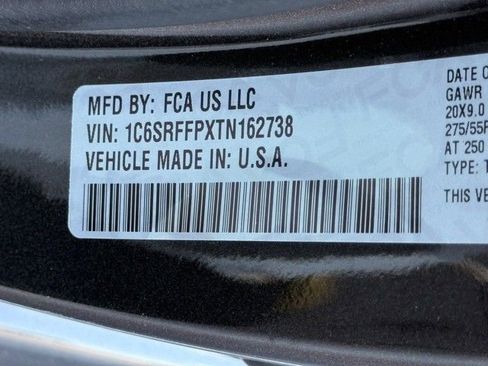 MFD BY: FCA US LLC
VIN: 1C6SRFFPXTN162738
VEHICLE MADE IN: U.S.A.
DATE O
GAWR
20X9.0
275/55R
AT 250
TYPE: T
THIS VE